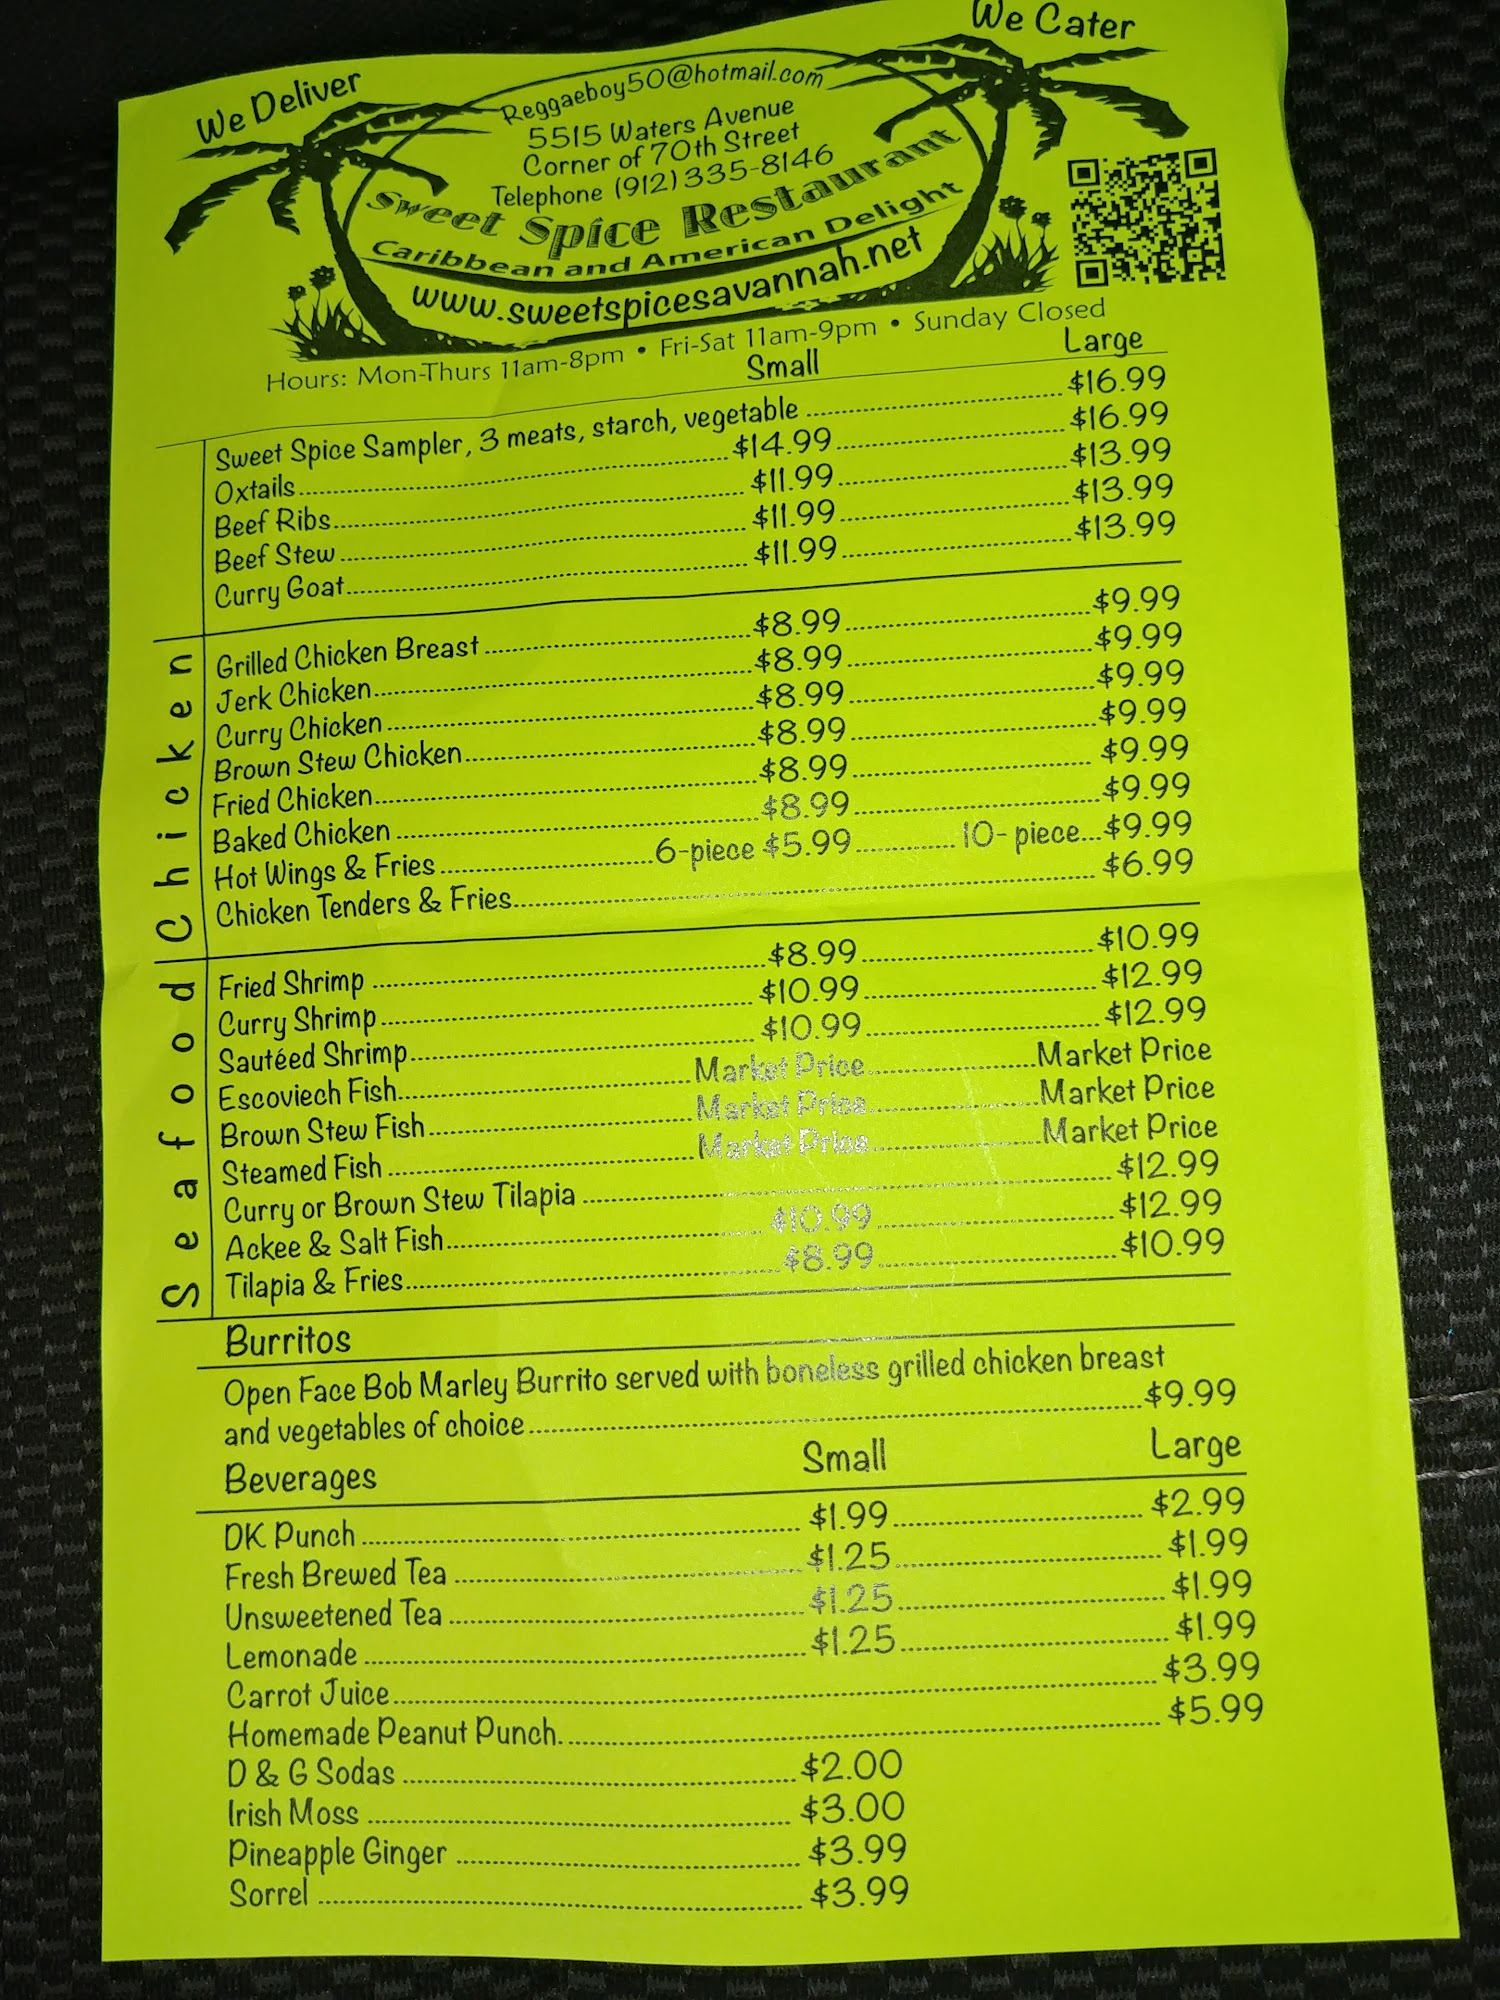 We Deliver
We Cater
Reggaeboy50@hotmail.com
5515 Waters Avenue
Corner of 70th Street
Telephone (912)335-8146
Sweet Spice Restaurant
Caribbean and American Delight
www.sweetspicesavannah.net
Hours: Mon-Thurs 11am-8pm • Fri-Sat 11am-9pm • Sunday Closed
Small Large
Sweet Spice Sampler, 3 meats, starch, vegetable $16.99
Oxtails $14.99 $16.99
Beef Ribs $11.99 $13.99
Beef Stew $11.99 $13.99
Curry Goat $11.99 $13.99
Chicken
Grilled Chicken Breast $8.99 $9.99
Jerk Chicken $8.99 $9.99
Curry Chicken $8.99 $9.99
Brown Stew Chicken $8.99 $9.99
Fried Chicken $8.99 $9.99
Baked Chicken $8.99 $9.99
Hot Wings & Fries 6-piece $5.99 10- piece $9.99
Chicken Tenders & Fries $6.99
Seafood
Fried Shrimp $8.99 $10.99
Curry Shrimp $10.99 $12.99
Sautéed Shrimp $10.99 $12.99
Escoviech Fish Market Price Market Price
Brown Stew Fish Market Price Market Price
Steamed Fish Market Price Market Price
Curry or Brown Stew Tilapia $12.99
Ackee & Salt Fish $10.99 $12.99
Tilapia & Fries $8.99 $10.99
Burritos
Open Face Bob Marley Burrito served with boneless grilled chicken breast
and vegetables of choice $9.99
Beverages Small Large
DK Punch $1.99 $2.99
Fresh Brewed Tea $1.25 $1.99
Unsweetened Tea $1.25 $1.99
Lemonade $1.25 $1.99
Carrot Juice $3.99
Homemade Peanut Punch $5.99
D & G Sodas $2.00
Irish Moss $3.00
Pineapple Ginger $3.99
Sorrel $3.99